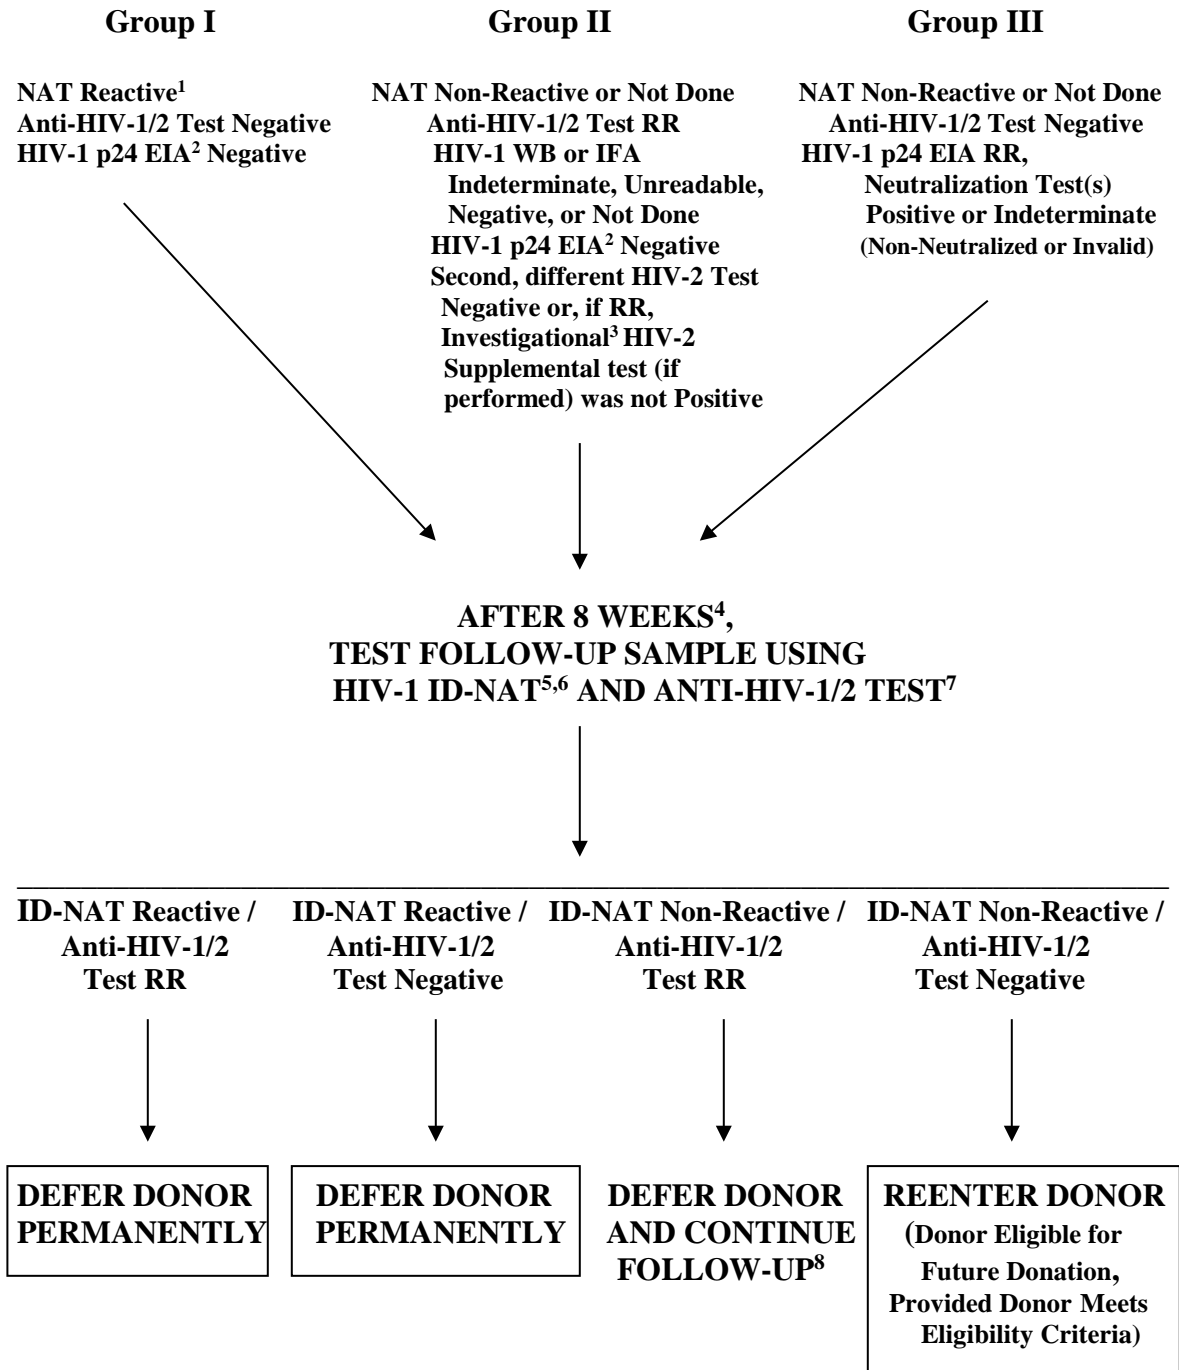 Group I
NAT Reactive1
Anti-HIV-1/2 Test Negative
HIV-1 p24 EIA2 Negative
Group II
NAT Non-Reactive or Not Done
Anti-HIV-1/2 Test RR
HIV-1 WB or IFA
Indeterminate, Unreadable,
Negative, or Not Done
HIV-1 p24 EIA2 Negative
Second, different HIV-2 Test
Negative or, if RR,
Investigational3 HIV-2
Supplemental test (if
performed) was not Positive
Group III
NAT Non-Reactive or Not Done
Anti-HIV-1/2 Test Negative
HIV-1 p24 EIA RR,
Neutralization Test(s)
Positive or Indeterminate
(Non-Neutralized or Invalid)
AFTER 8 WEEKS4,
TEST FOLLOW-UP SAMPLE USING
HIV-1 ID-NAT5,6 AND ANTI-HIV-1/2 TEST7
ID-NAT Reactive /
Anti-HIV-1/2
Test RR
ID-NAT Reactive /
Anti-HIV-1/2
Test Negative
ID-NAT Non-Reactive /
Anti-HIV-1/2
Test RR
ID-NAT Non-Reactive /
Anti-HIV-1/2
Test Negative
DEFER DONOR
PERMANENTLY
DEFER DONOR
PERMANENTLY
DEFER DONOR
AND CONTINUE
FOLLOW-UP8
REENTER DONOR
(Donor Eligible for
Future Donation,
Provided Donor Meets
Eligibility Criteria)